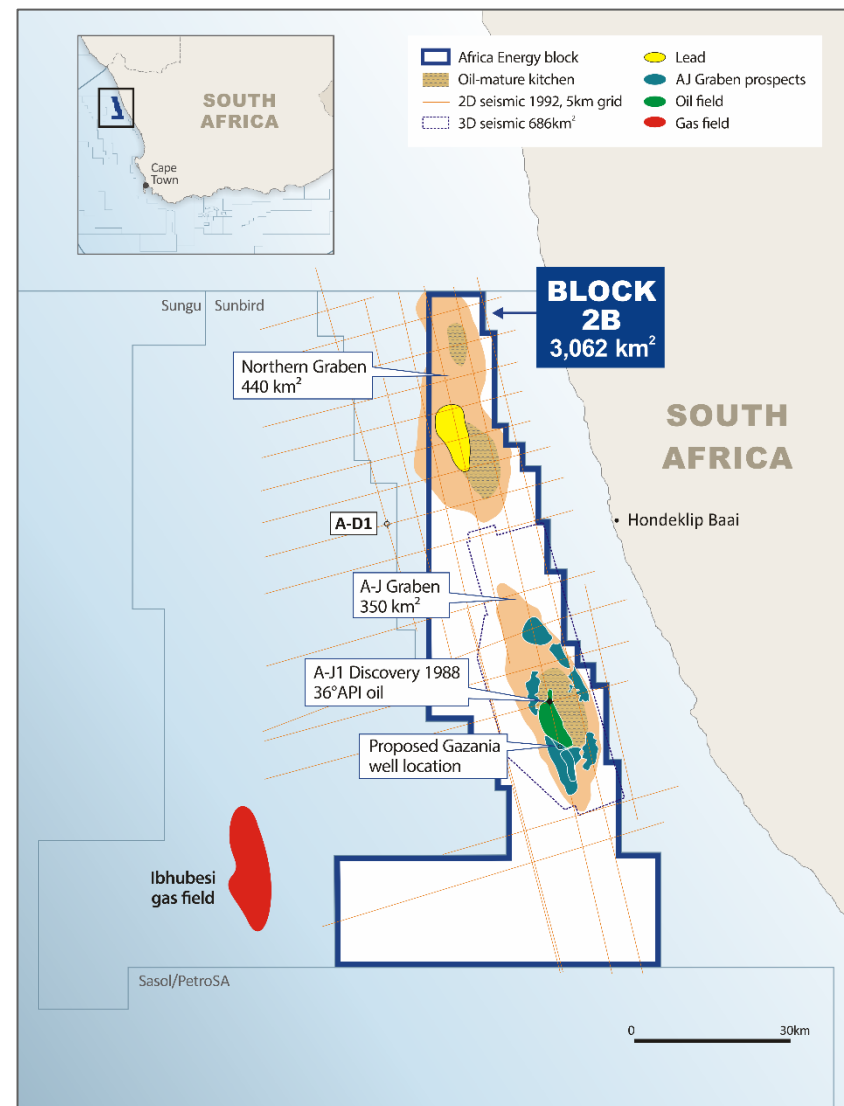 SOUTH
AFRICA
Cape
Town
Africa Energy block
Oil-mature kitchen
2D seismic 1992, 5km grid
3D seismic 686km²
Gas field
Lead
AJ Graben prospects
Oil field
Sungu
Sunbird
BLOCK
2B
3,062 km²
Northern Graben
440 km²
SOUTH
AFRICA
A-D1
Hondeklip Baai
A-J Graben
350 km²
A-J1 Discovery 1988
36°API oil
Proposed Gazania
well location
Ibhubesi
gas field
Sasol/PetroSA
0
30km